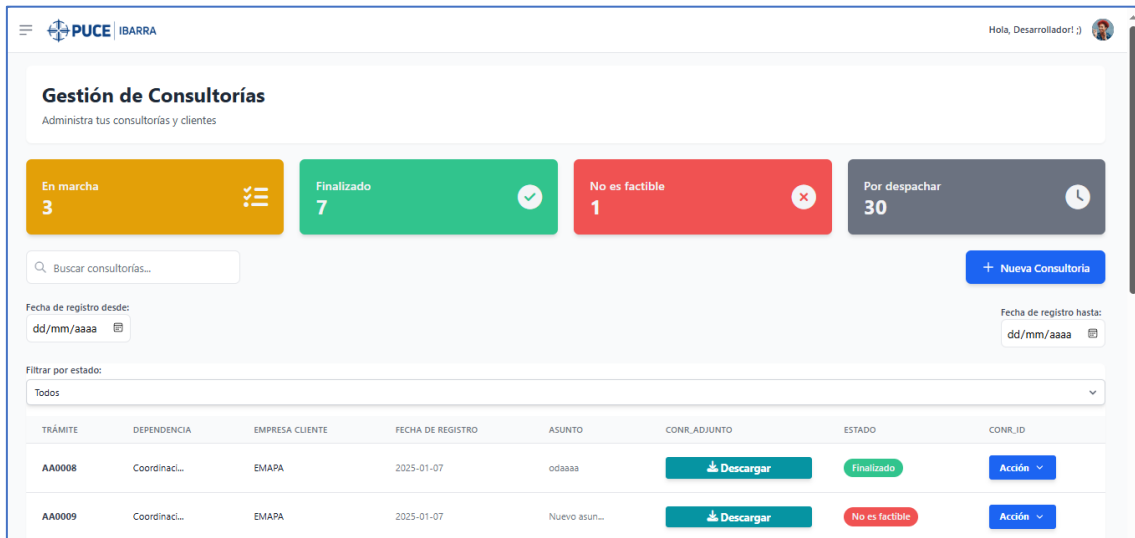 PUCE IBARRA
Hola, Desarrollador! ;)
Gestión de Consultorías
Administra tus consultorías y clientes
En marcha
3
Finalizado
7
No es factible
1
Por despachar
30
Buscar consultorías...
+ Nueva Consultoria
Fecha de registro desde:
dd/mm/aaaa
Fecha de registro hasta:
dd/mm/aaaa
Filtrar por estado:
Todos
TRÁMITE DEPENDENCIA EMPRESA CLIENTE FECHA DE REGISTRO ASUNTO CONR_ADJUNTO ESTADO CONR_ID
AA0008 Coordinaci... EMAPA 2025-01-07 odaaaa Descargar Finalizado Acción
AA0009 Coordinaci... EMAPA 2025-01-07 Nuevo asun... Descargar No es factible Acción